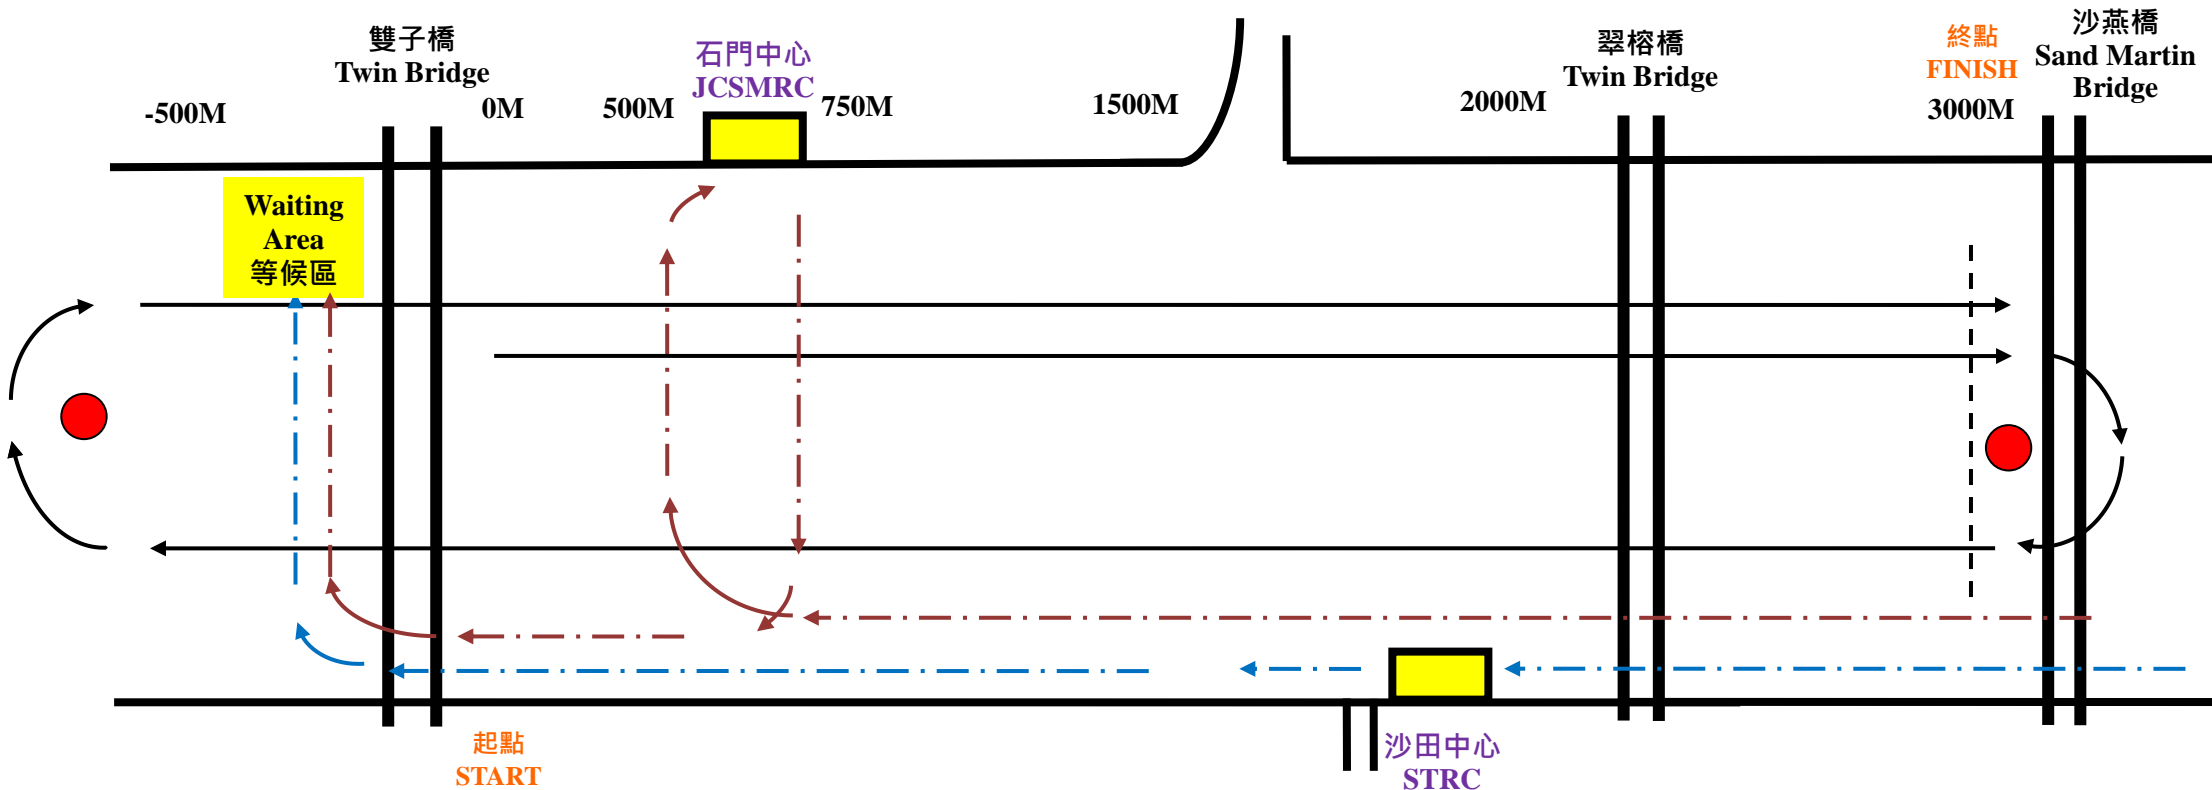 雙子橋
Twin Bridge
石門中心
JCSMRC
翠榕橋
Twin Bridge
終點
FINISH
沙燕橋
Sand Martin
Bridge
-500M
0M
500M
750M
1500M
2000M
3000M
Waiting
Area
等候區
起點
START
沙田中心
STRC